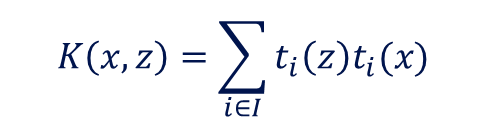 K(x, z) = ∑_{i∈I} t_i(z)t_i(x)